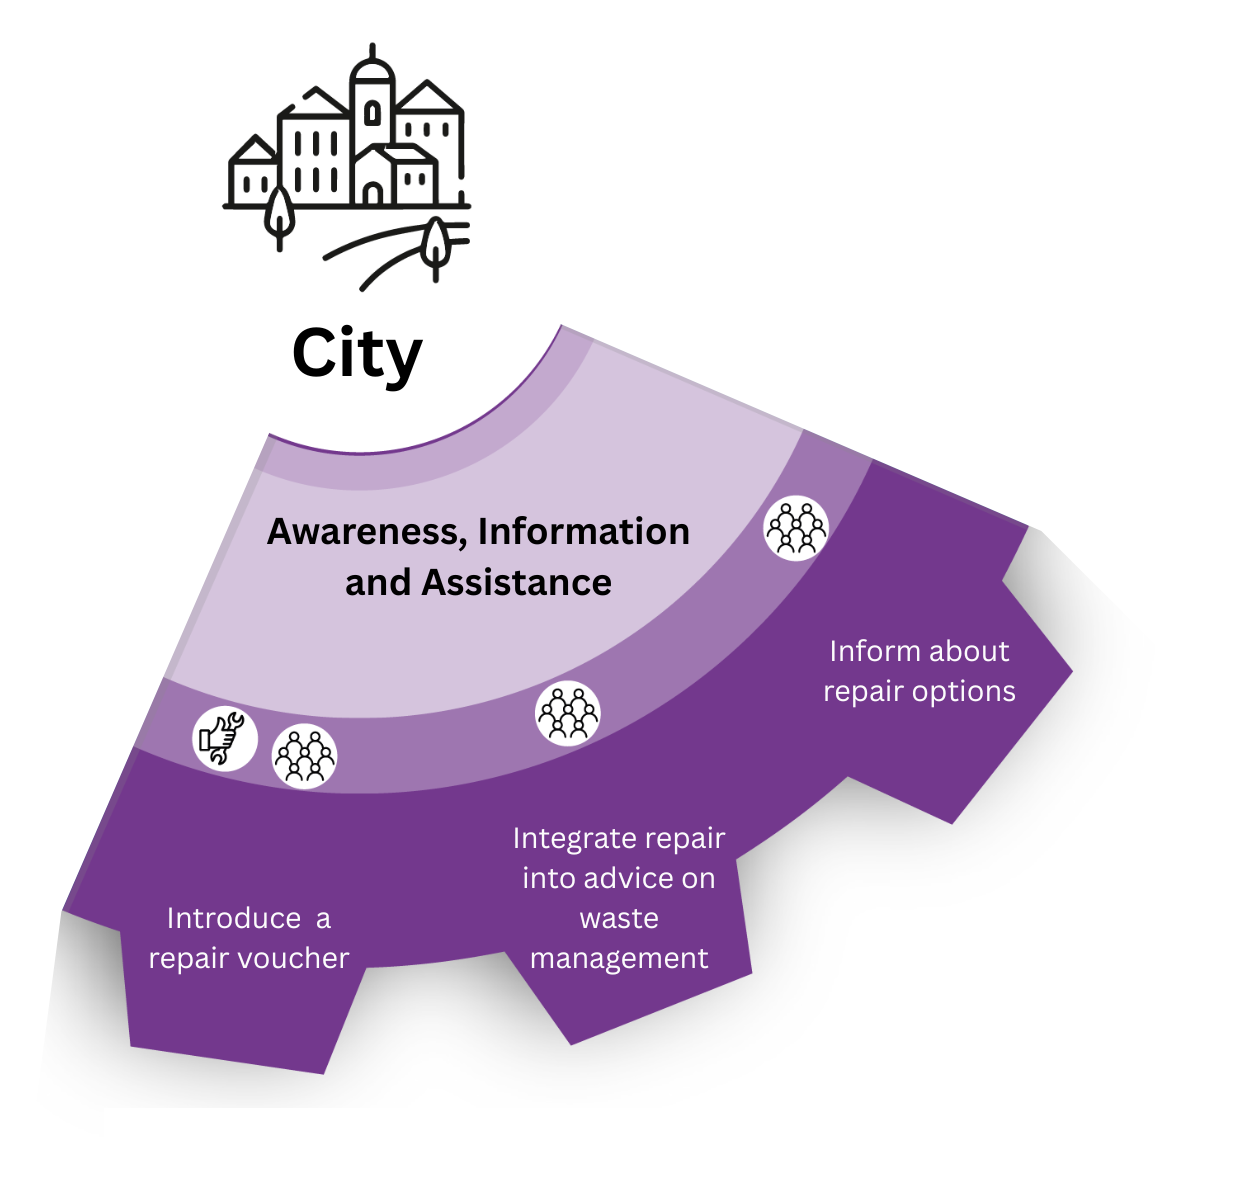 City
Awareness, Information
and Assistance
Inform about
repair options
Integrate repair
into advice on
waste
management
Introduce a
repair voucher